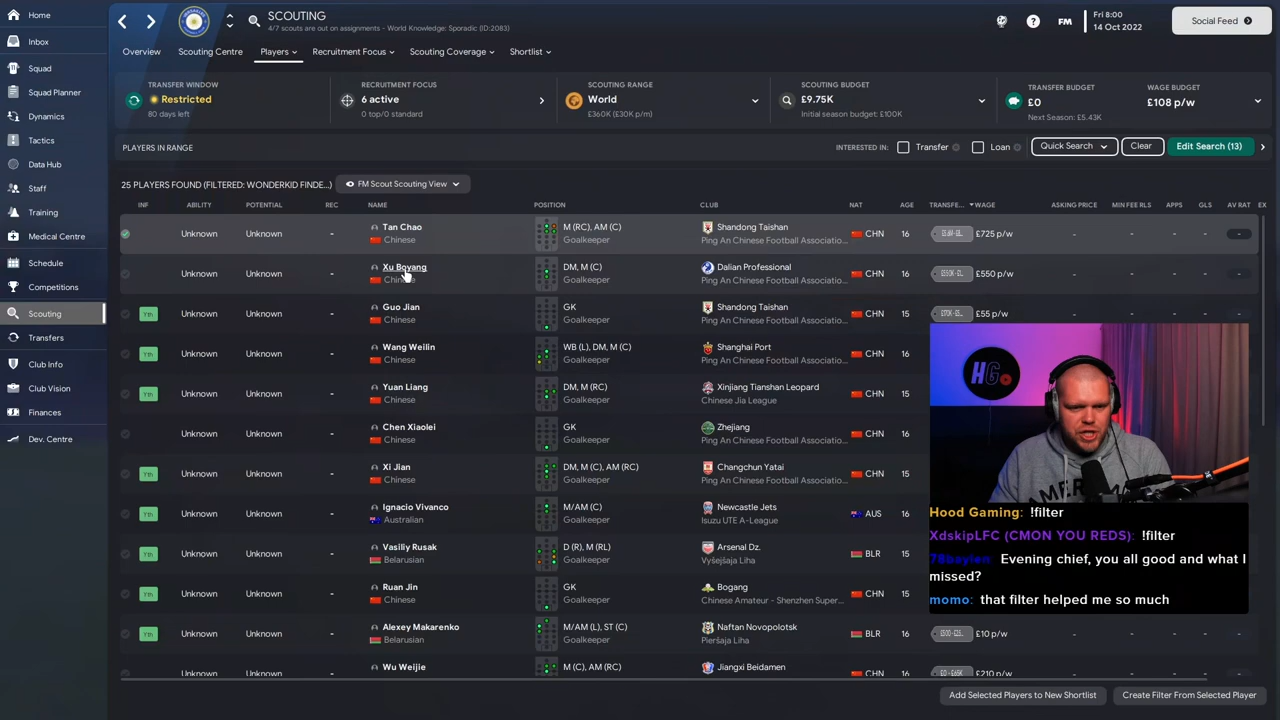 Home
Inbox
Squad
Squad Planner
Dynamics
Tactics
Data Hub
Staff
Training
Medical Centre
Schedule
Competitions
Scouting
Transfers
Club Info
Club Vision
Finances
Dev. Centre
SCOUTING
4/7 scouts are out on assignments - World Knowledge: Sporadic (ID:2083)
FM
Fri 8:00
14 Oct 2022
Social Feed
Overview Scouting Centre Players Recruitment Focus Scouting Coverage Shortlist
TRANSFER WINDOW
Restricted
80 days left
RECRUITMENT FOCUS
6 active
0 top/0 standard
SCOUTING RANGE
World
£360K (£30K p/m)
SCOUTING BUDGET
£9.75K
Initial season budget: £100K
TRANSFER BUDGET
£0
Next Season: £5.43K
WAGE BUDGET
£108 p/w
PLAYERS IN RANGE
INTERESTED IN: Transfer Loan Quick Search Clear Edit Search (13)
25 PLAYERS FOUND (FILTERED: WONDERKID FINDE...) FM Scout Scouting View
INF ABILITY POTENTIAL REC NAME POSITION CLUB NAT AGE TRANSFE... WAGE ASKING PRICE MIN FEE RLS APPS GLS AV RAT EX
Unknown Unknown - Tan Chao M (RC), AM (C) Shandong Taishan CHN 16 £725 p/w - - - - -
Chinese Goalkeeper Ping An Chinese Football Associatio...
Unknown Unknown - Xu Boyang DM, M (C) Dalian Professional CHN 16 £550 p/w - - - - -
Chinese Goalkeeper Ping An Chinese Football Associatio...
Yth Unknown Unknown - Guo Jian GK Shandong Taishan CHN 15 £55 p/w - - - - -
Chinese Goalkeeper Ping An Chinese Football Associatio...
Yth Unknown Unknown - Wang Weilin WB (L), DM, M (C) Shanghai Port CHN 16
Chinese Goalkeeper Ping An Chinese Football Associatio...
Yth Unknown Unknown - Yuan Liang DM, M (RC) Xinjiang Tianshan Leopard CHN 16
Chinese Goalkeeper Chinese Jia League
Unknown Unknown - Chen Xiaolei GK Zhejiang CHN 16
Chinese Goalkeeper Ping An Chinese Football Associatio...
Yth Unknown Unknown - Xi Jian DM, M (C), AM (RC) Changchun Yatai CHN 15
Chinese Goalkeeper Ping An Chinese Football Associatio...
Yth Unknown Unknown - Ignacio Vivanco M/AM (C) Newcastle Jets AUS 16
Australian Goalkeeper Isuzu UTE A-League
Yth Unknown Unknown - Vasiliy Rusak D (R), M (RL) Arsenal Dz. BLR 15
Belarusian Goalkeeper Vyšejšaja Liha
Yth Unknown Unknown - Ruan Jin GK Bogang CHN 15
Chinese Goalkeeper Chinese Amateur - Shenzhen Super...
Yth Unknown Unknown - Alexey Makarenko M/AM (L), ST (C) Naftan Novopolotsk BLR 16 £10 p/w - - - - -
Belarusian Goalkeeper Pieršaja Liha
Unknown Unknown - Wu Weijie M (C), AM (RC) Jiangxi Beidamen CHN 16 £210 p/w - - - -
HG.
Hood Gaming: !filter
XdskipLFC (CMON YOU REDS): !filter
Evening chief, you all good and what I
missed?
momo: that filter helped me so much
Add Selected Players to New Shortlist Create Filter From Selected Player